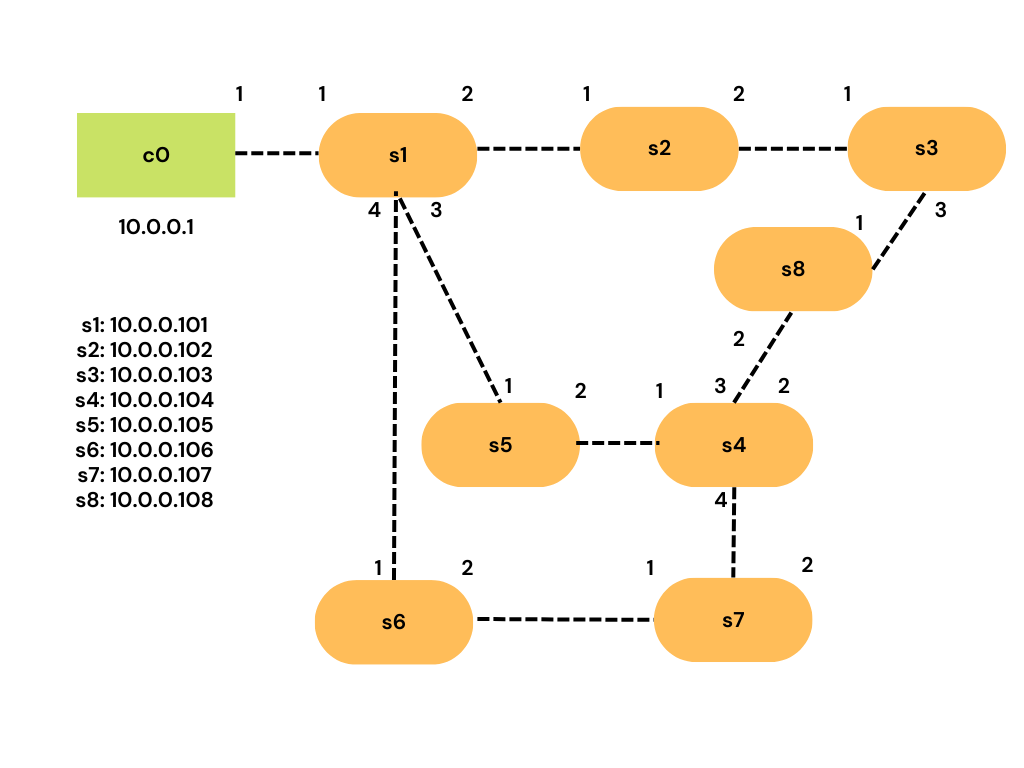 1 1 2 1 2 1
c0 s1 s2 s3
4 3 3
10.0.0.1
1
s8
s1: 10.0.0.101
s2: 10.0.0.102
s3: 10.0.0.103
s4: 10.0.0.104
s5: 10.0.0.105
s6: 10.0.0.106
s7: 10.0.0.107
s8: 10.0.0.108
2
1 2 1 3 2
s5 s4
4
1 2 1 2
s6 s7